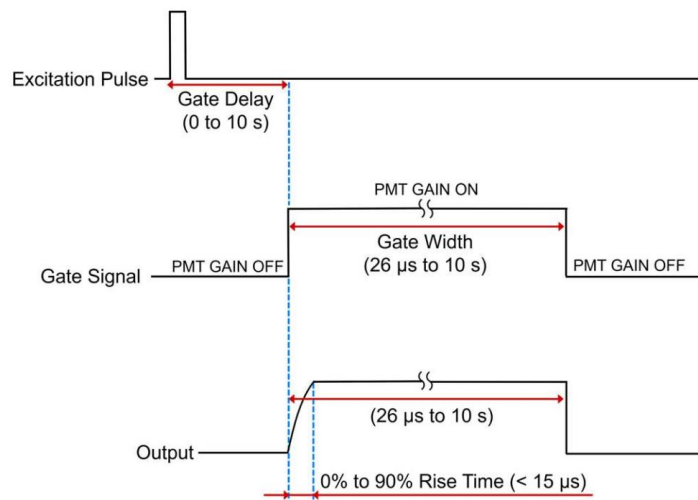 Excitation Pulse
Gate Delay
(0 to 10 s)
PMT GAIN ON
Gate Width
(26 µs to 10 s)
Gate Signal
PMT GAIN OFF
PMT GAIN OFF
(26 µs to 10 s)
Output
0% to 90% Rise Time (< 15 µs)